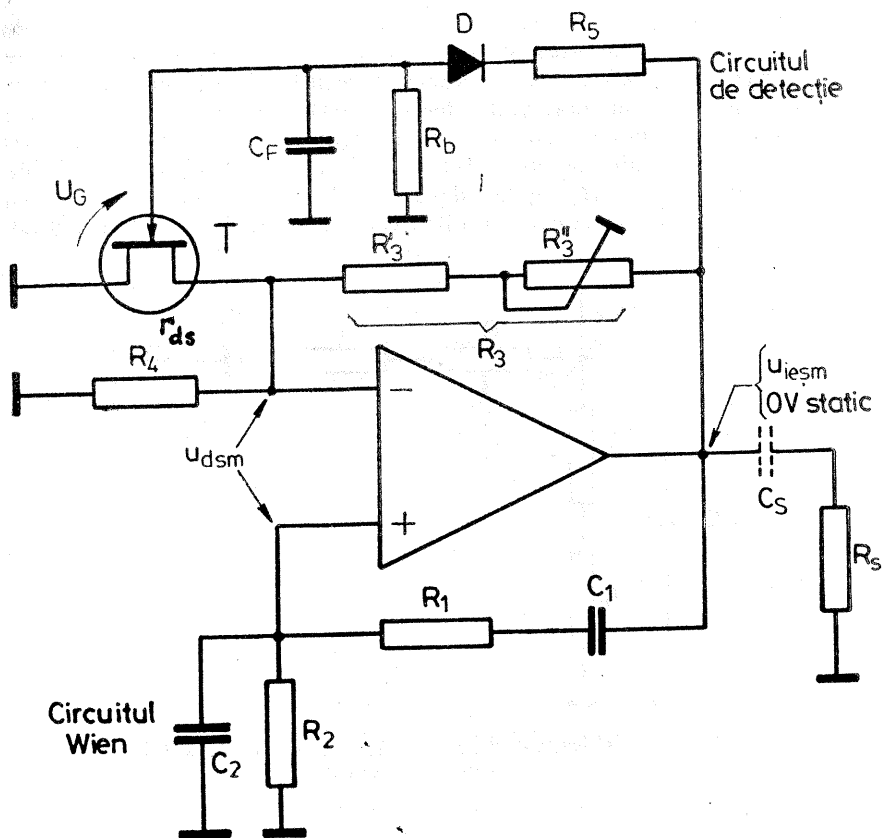 D
R5
Circuitul
de detecție
CF
Rb
UG
T
R'3
R"3
rds
R3
R4
uieşm
0V static
udsm
−
+
CS
Rs
R1
C1
Circuitul
Wien
C2
R2